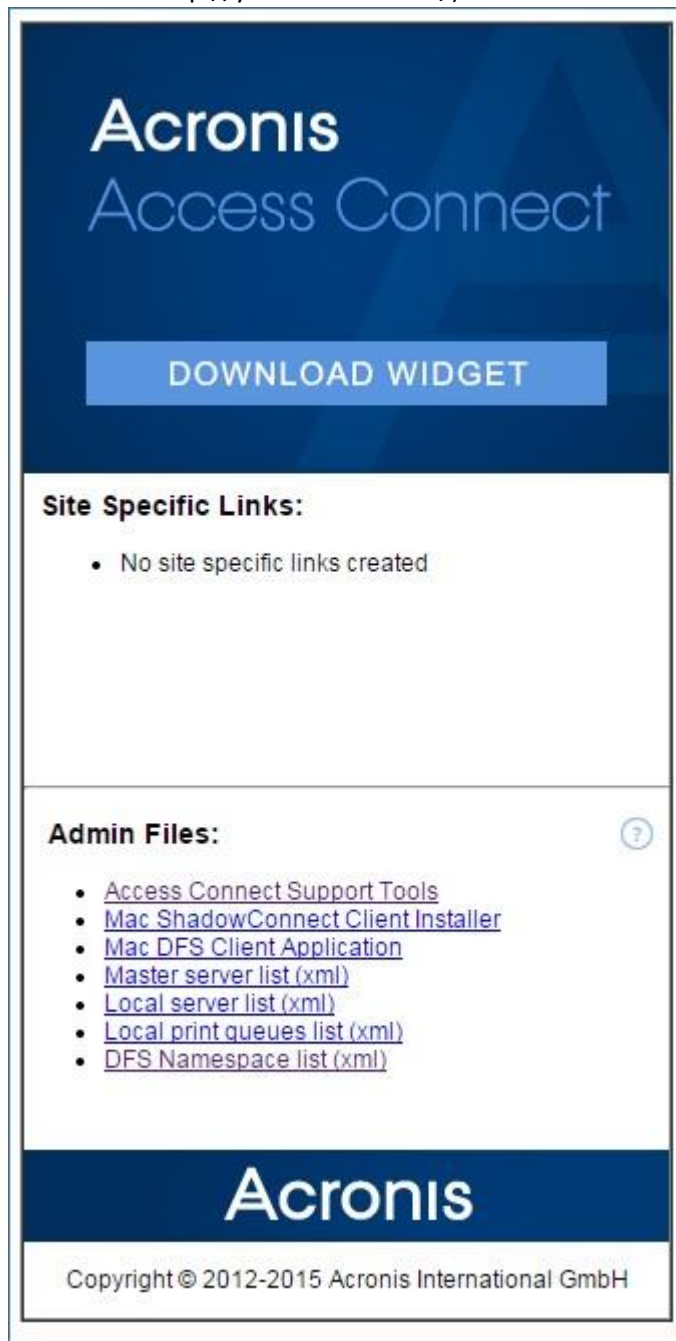 Acronis
Access Connect
DOWNLOAD WIDGET
Site Specific Links:
• No site specific links created
Admin Files:
?
• Access Connect Support Tools
• Mac ShadowConnect Client Installer
• Mac DFS Client Application
• Master server list (xml)
• Local server list (xml)
• Local print queues list (xml)
• DFS Namespace list (xml)
Acronis
Copyright © 2012-2015 Acronis International GmbH